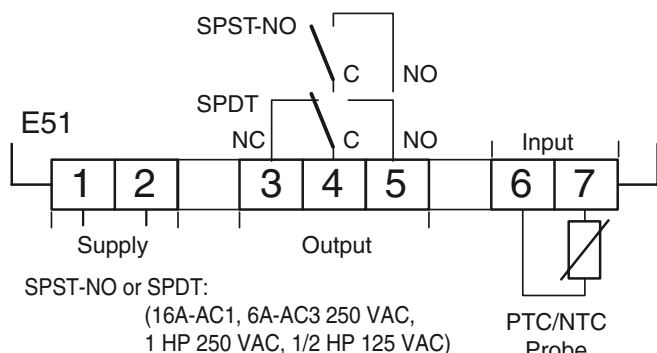 SPST-NO
C NO
SPDT
E51 NC C NO Input
1 2 3 4 5 6 7
Supply Output
SPST-NO or SPDT:
(16A-AC1, 6A-AC3 250 VAC, PTC/NTC
1 HP 250 VAC, 1/2 HP 125 VAC) Probe